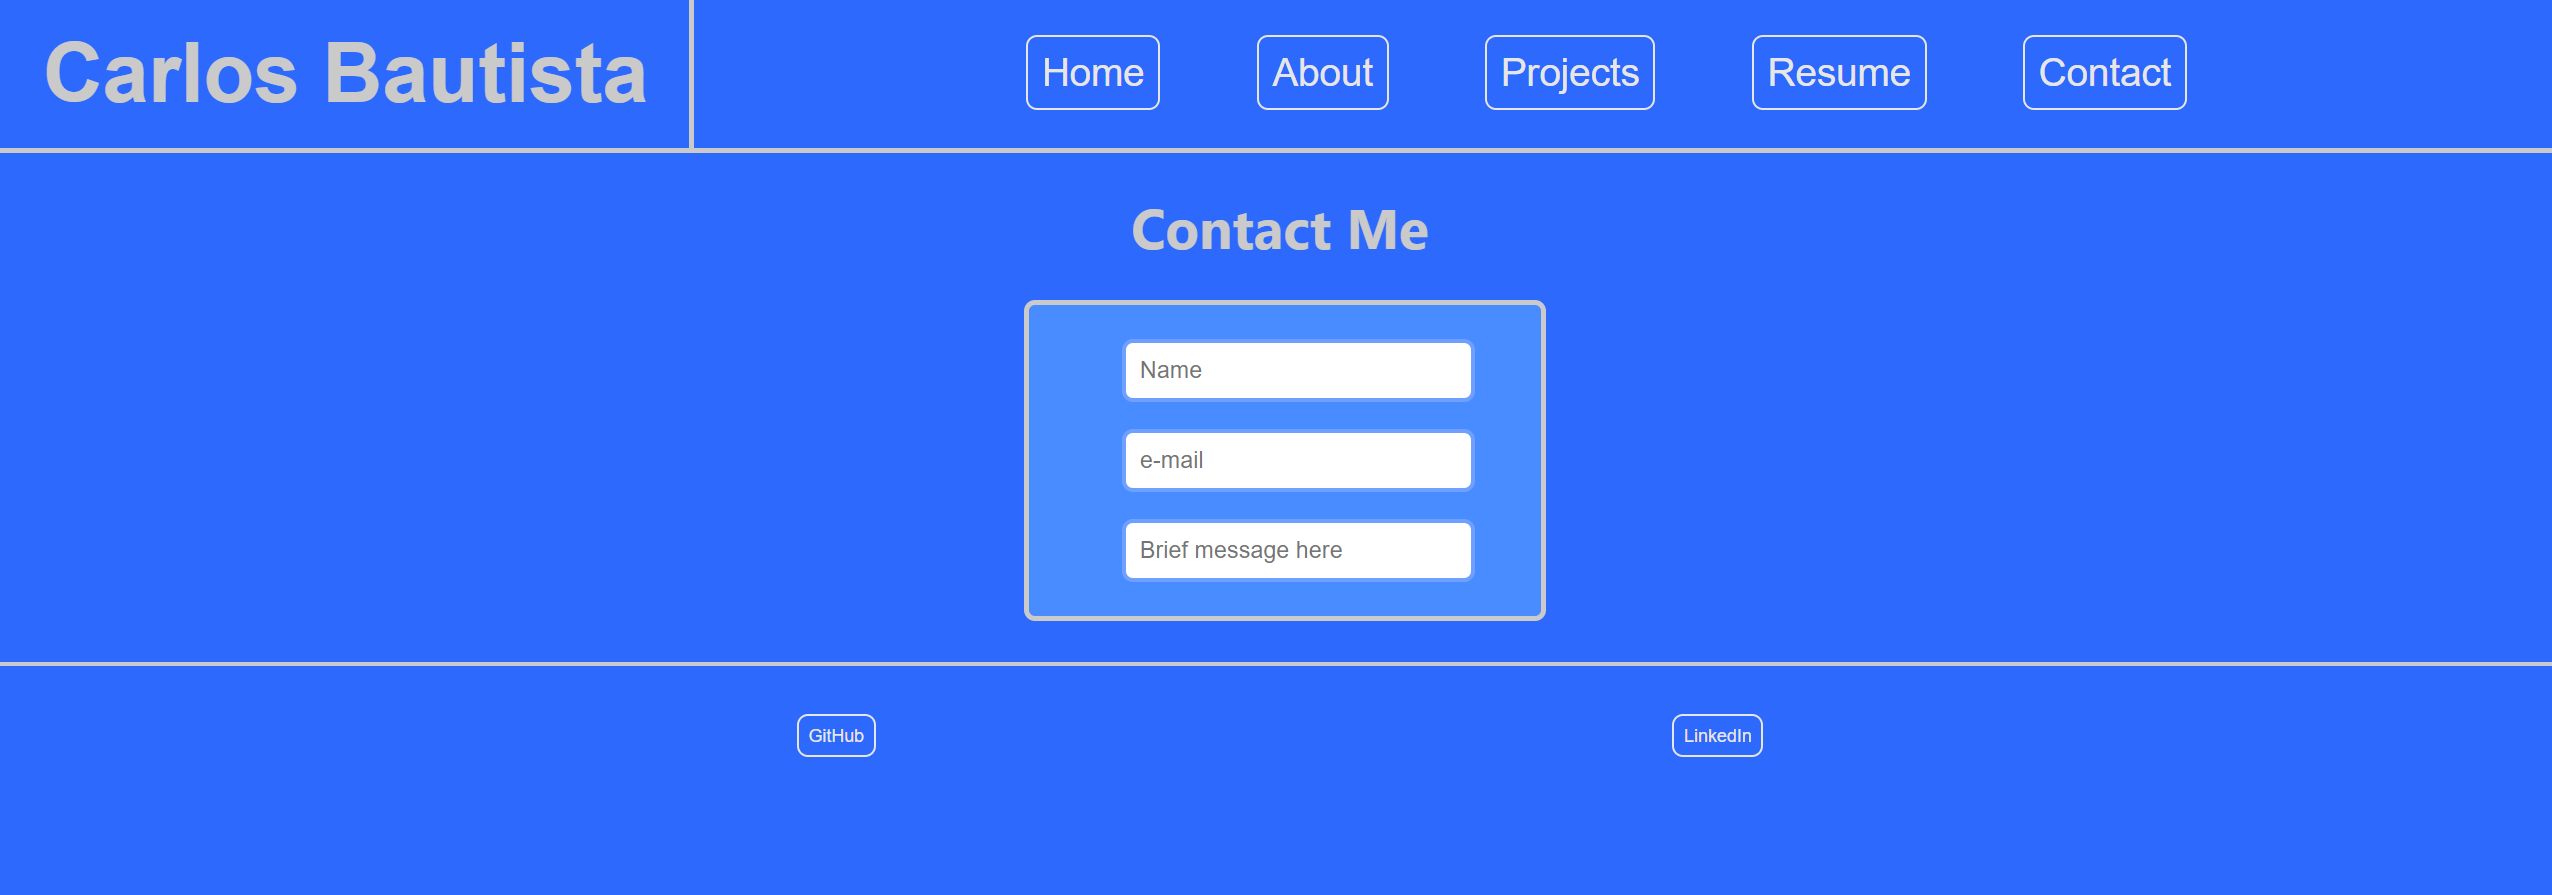 Carlos Bautista
Home About Projects Resume Contact
Contact Me
Name
e-mail
Brief message here
GitHub LinkedIn